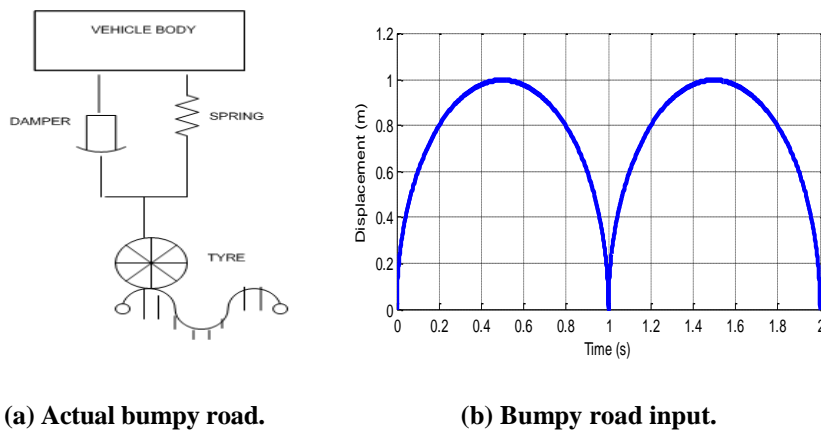 VEHICLE BODY
DAMPER
SPRING
TYRE
Displacement (m)
1.2
1
0.8
0.6
0.4
0.2
0
0 0.2 0.4 0.6 0.8 1 1.2 1.4 1.6 1.8 2
Time (s)
(a) Actual bumpy road.
(b) Bumpy road input.